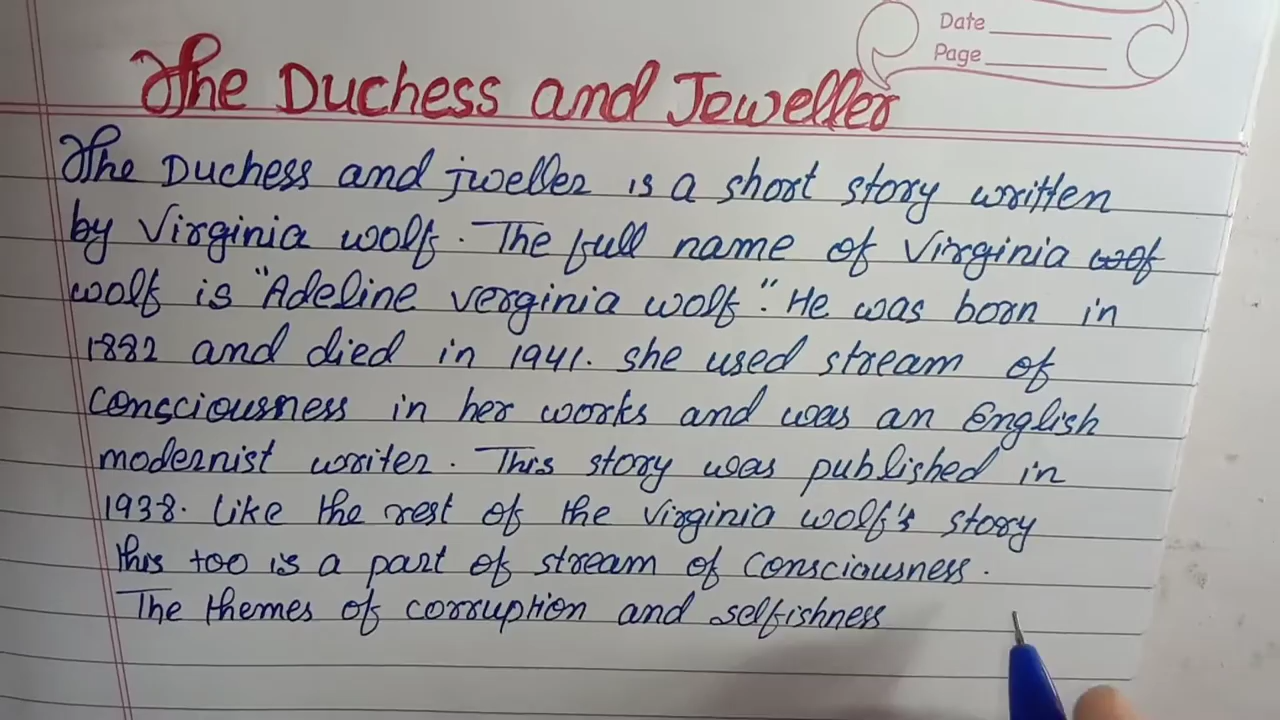 Date
Page
The Duchess and Jeweller
The Duchess and jweller is a short story written
by Virginia wolf. The full name of Virginia wof
woolf is "Adeline verginia wolf". He was born in
1882 and died in 1941. she used stream of
Consciousness in her works and was an English
modernist writer. This story was published in
1938. Like the rest of the Virginia wolf's story
this too is a part of stream of Consciousness.
The themes of corruption and selfishness